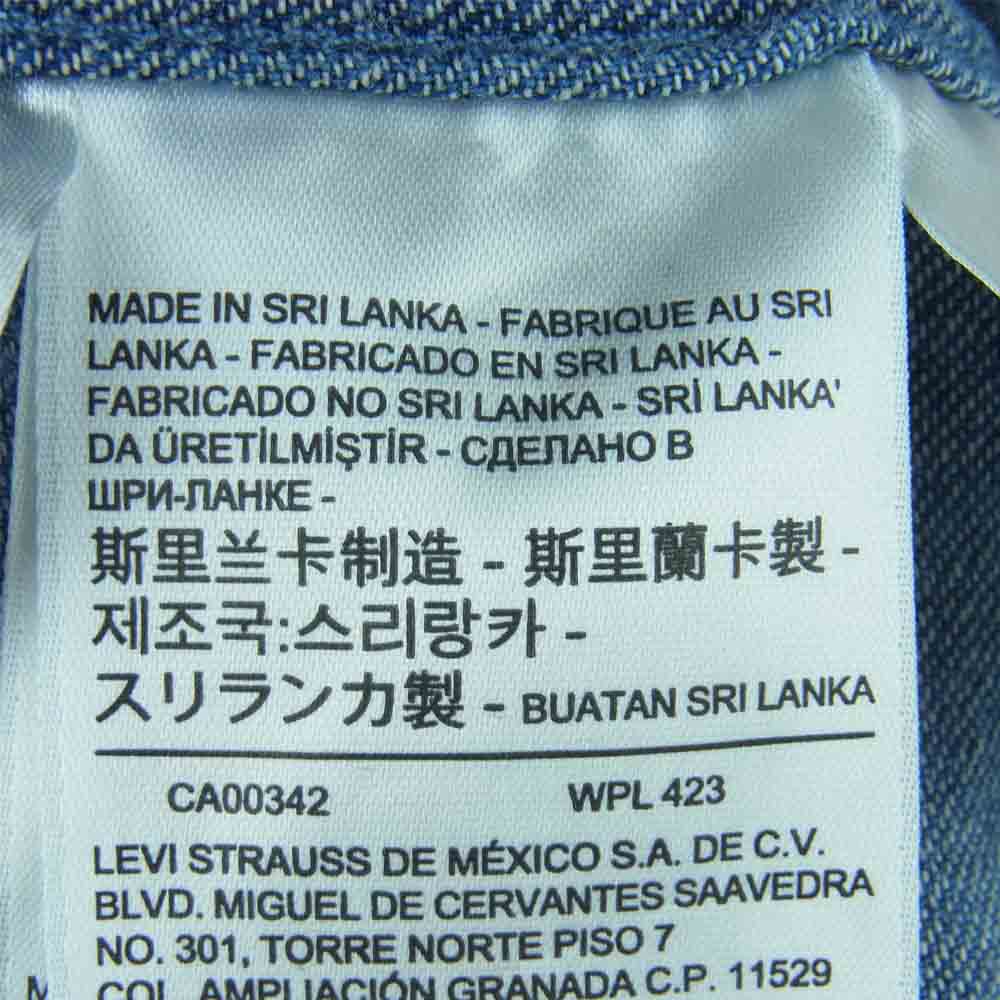 MADE IN SRI LANKA - FABRIQUE AU SRI
LANKA - FABRICADO EN SRI LANKA -
FABRICADO NO SRI LANKA - SRİ LANKA'
DA ÜRETİLMİŞTİR - СДЕЛАНО В
ШРИ-ЛАНКЕ -
斯里兰卡制造 - 斯里蘭卡製 -
제조국:스리랑카 -
スリランカ製 - BUATAN SRI LANKA
CA00342 WPL 423
LEVI STRAUSS DE MÉXICO S.A. DE C.V.
BLVD. MIGUEL DE CERVANTES SAAVEDRA
NO. 301, TORRE NORTE PISO 7
COL. AMPLIACIÓN GRANADA C.P. 11529